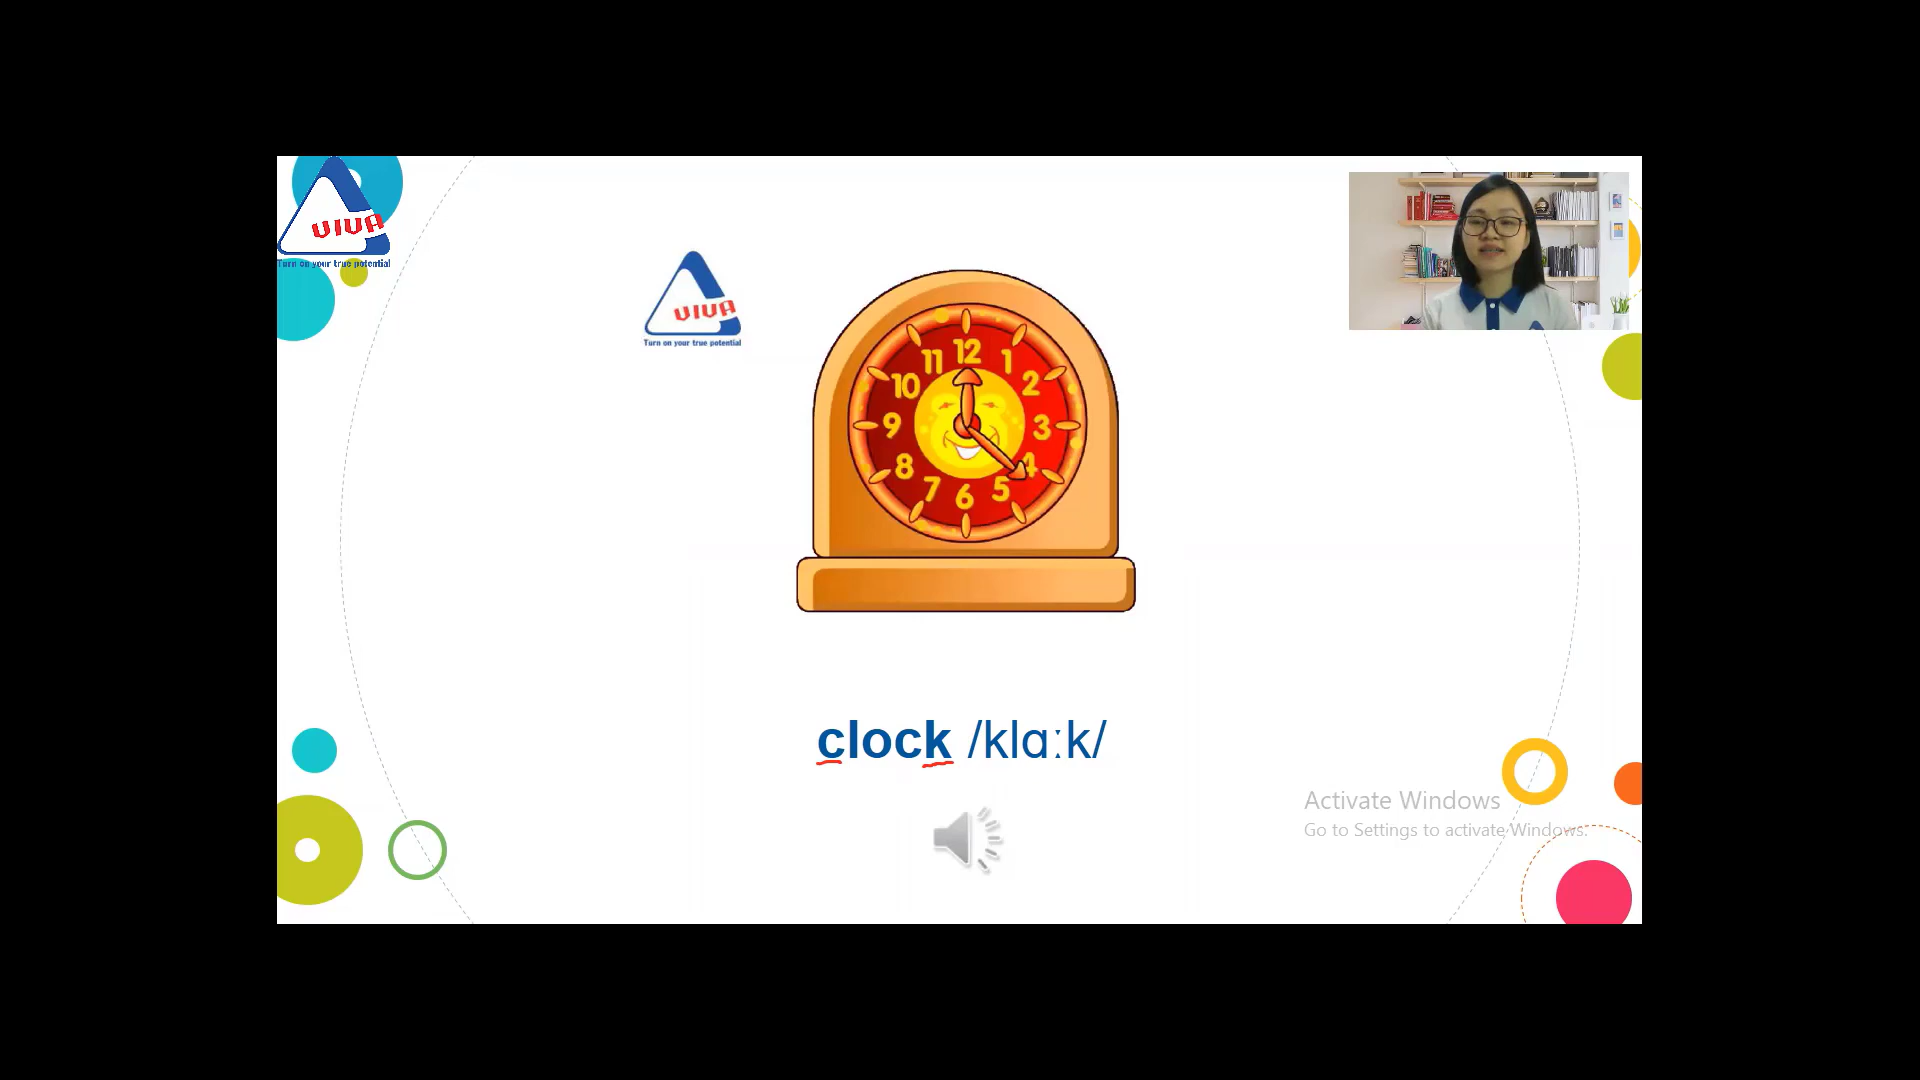 VIVA
Turn on your true potential
VIVA
Turn on your true potential
12
11 1
10 2
9 3
8 4
7 5
6
clock /klɑːk/
Activate Windows
Go to Settings to activate Windows.